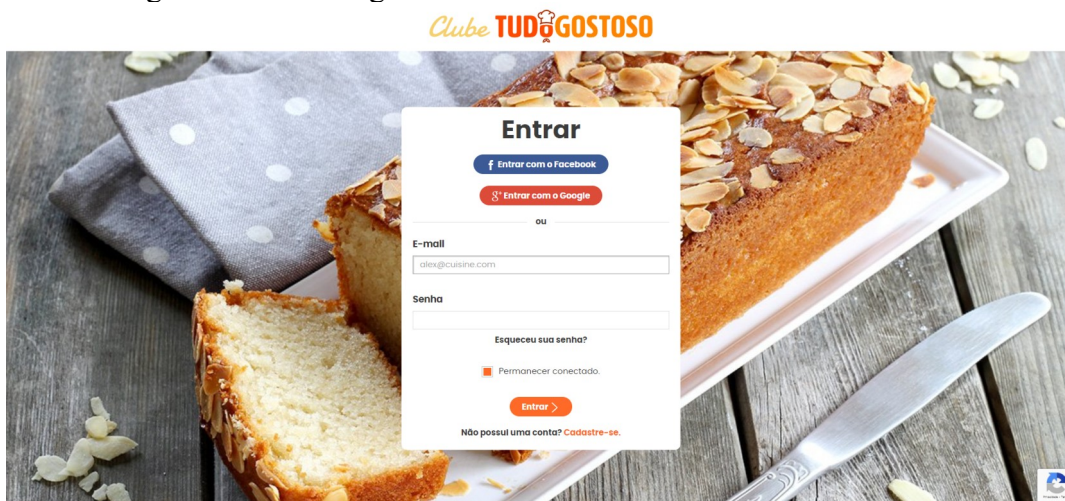 Clube TUDOGOSTOSO
Entrar
f Entrar com o Facebook
g+ Entrar com o Google
ou
E-mail
alex@cuisine.com
Senha
Esqueceu sua senha?
Permanecer conectado.
Entrar >
Não possui uma conta? Cadastre-se.